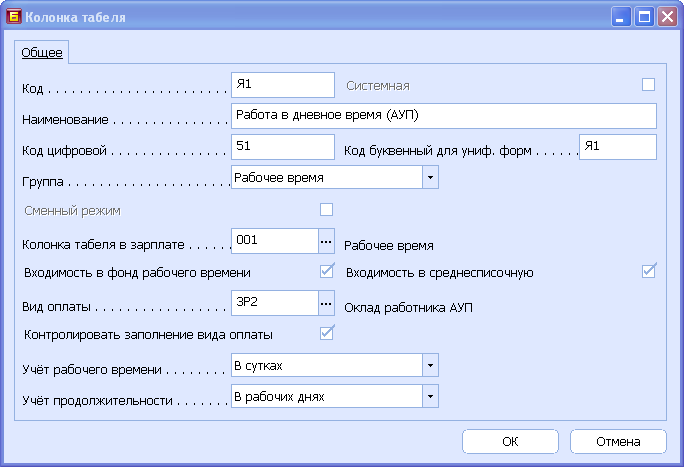 Б Колонка табеля
Общее
Код . . . . . . . . . . . . . . . . . . . . . . . . Я1 Системная
Наименование . . . . . . . . . . . . . . . Работа в дневное время (АУП)
Код цифровой . . . . . . . . . . . . . . . 51 Код буквенный для униф. форм . . . . . . Я1
Группа . . . . . . . . . . . . . . . . . . . . . Рабочее время
Сменный режим
Колонка табеля в зарплате . . . . . . 001 ... Рабочее время
Входимость в фонд рабочего времени Входимость в среднесписочную
Вид оплаты . . . . . . . . . . . . . . . . . . ЗР2 ... Оклад работника АУП
Контролировать заполнение вида оплаты
Учёт рабочего времени . . . . . . . . В сутках
Учёт продолжительности . . . . . . . В рабочих днях
ОК Отмена